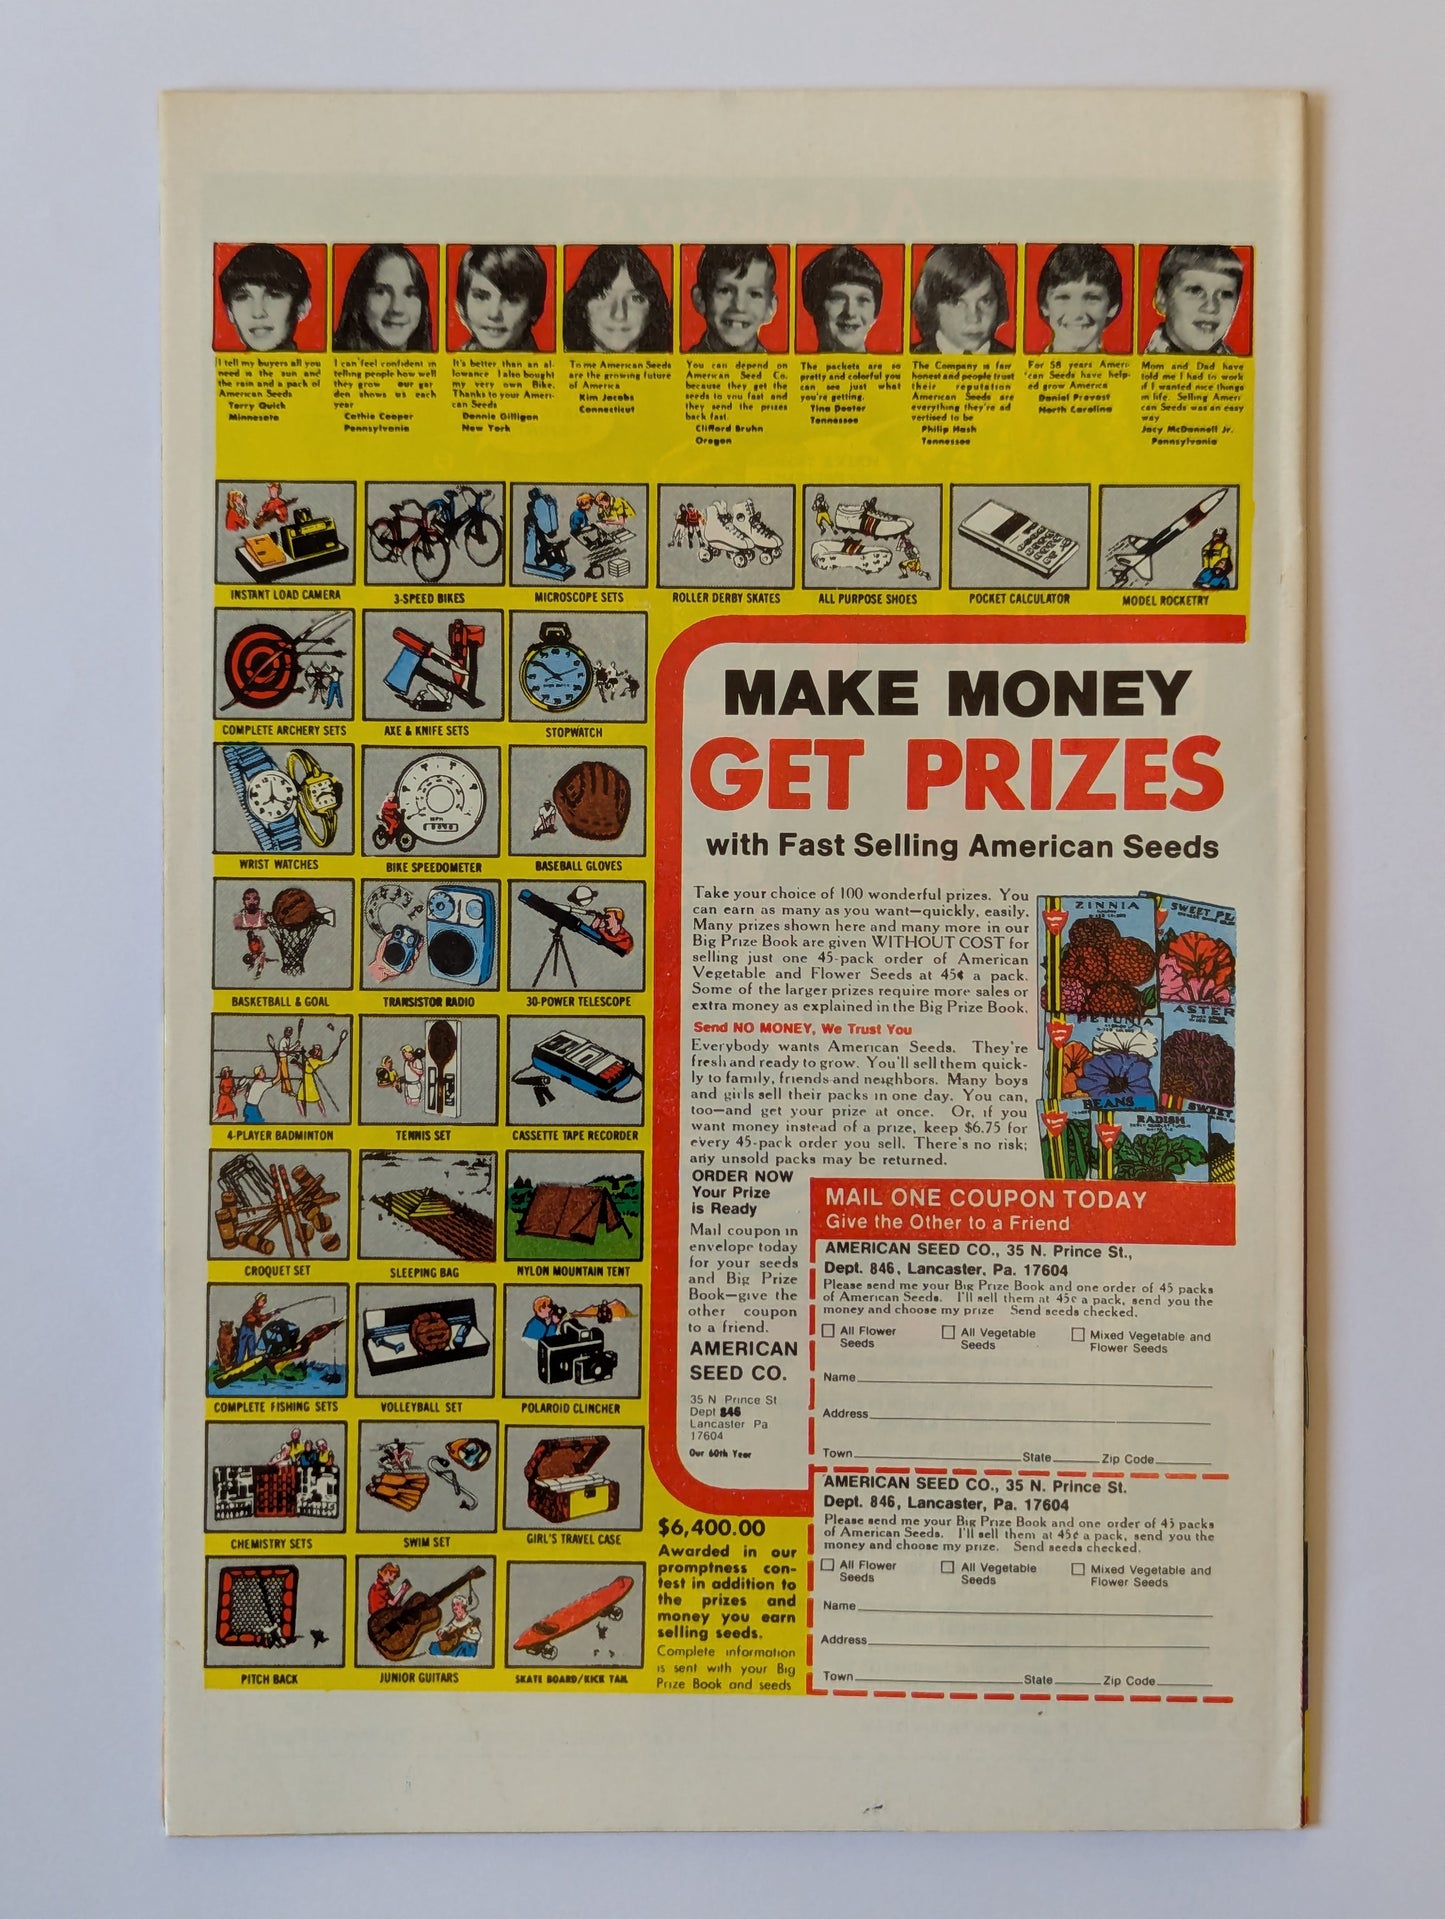 I tell my buyers all you
need is the sun and
the rain and a pack of
American Seeds
Terry Quick
Minnesota
I can feel confident in
telling people how well
they grow our gar
den shows us each
year
Cathie Cooper
Pennsylvania
It's better than an al-
lowance I also bought
my very own Bike.
Thanks to your Ameri-
can Seeds
Donnie Gilligan
New York
To me American Seeds
are the growing future
of America
Kim Jacobs
Connecticut
You can depend on
American Seed Co.
because they get the
seeds to you fast and
they send the prizes
back fast.
Clifford Bruhn
Oregon
The packets are so
pretty and colorful you
can see just what
you're getting.
Tina Deeter
Tennessee
The Company is fair
honest and people trust
their reputation
American Seeds are
everything they're ad
vertised to be
Philip Hash
Tennessee
For 58 years Ameri-
can Seeds have help-
ed grow America
Daniel Prevost
North Carolina
Mom and Dad have
told me I had to work
if I wanted nice things
in life. Selling Ameri
can Seeds was an easy
way
Jacy McDannell Jr.
Pennsylvania
INSTANT LOAD CAMERA
3-SPEED BIKES
MICROSCOPE SETS
ROLLER DERBY SKATES
ALL PURPOSE SHOES
POCKET CALCULATOR
MODEL ROCKETRY
COMPLETE ARCHERY SETS
AXE & KNIFE SETS
STOPWATCH
WRIST WATCHES
MPH
BIKE SPEEDOMETER
BASEBALL GLOVES
BASKETBALL & GOAL
TRANSISTOR RADIO
30-POWER TELESCOPE
4-PLAYER BADMINTON
TENNIS SET
CASSETTE TAPE RECORDER
CROQUET SET
SLEEPING BAG
NYLON MOUNTAIN TENT
COMPLETE FISHING SETS
VOLLEYBALL SET
POLAROID CLINCHER
CHEMISTRY SETS
SWIM SET
GIRL'S TRAVEL CASE
PITCH BACK
JUNIOR GUITARS
SKATE BOARD/KICK TAIL
MAKE MONEY
GET PRIZES
with Fast Selling American Seeds
Take your choice of 100 wonderful prizes. You
can earn as many as you want—quickly, easily.
Many prizes shown here and many more in our
Big Prize Book are given WITHOUT COST for
selling just one 45-pack order of American
Vegetable and Flower Seeds at 45¢ a pack.
Some of the larger prizes require more sales or
extra money as explained in the Big Prize Book.
Send NO MONEY, We Trust You
Everybody wants American Seeds. They're
fresh and ready to grow. You'll sell them quick-
ly to family, friends and neighbors. Many boys
and girls sell their packs in one day. You can,
too—and get your prize at once. Or, if you
want money instead of a prize, keep $6.75 for
every 45-pack order you sell. There's no risk;
any unsold packs may be returned.
ZINNIA
SWEET PE
ASTER
PETUNIA
BEANS
SWEET
RADISH
ORDER NOW
Your Prize
is Ready
Mail coupon in
envelope today
for your seeds
and Big Prize
Book—give the
other coupon
to a friend.
AMERICAN
SEED CO.
35 N Prince St
Dept 846
Lancaster Pa
17604
Our 60th Year
MAIL ONE COUPON TODAY
Give the Other to a Friend
AMERICAN SEED CO., 35 N. Prince St.,
Dept. 846, Lancaster, Pa. 17604
Please send me your Big Prize Book and one order of 45 packs
of American Seeds. I'll sell them at 45¢ a pack, send you the
money and choose my prize Send seeds checked.
All Flower
Seeds
All Vegetable
Seeds
Mixed Vegetable and
Flower Seeds
Name
Address
Town State Zip Code
AMERICAN SEED CO., 35 N. Prince St.
Dept. 846, Lancaster, Pa. 17604
Please send me your Big Prize Book and one order of 45 packs
of American Seeds. I'll sell them at 45¢ a pack, send you the
money and choose my prize. Send seeds checked.
All Flower
Seeds
All Vegetable
Seeds
Mixed Vegetable and
Flower Seeds
Name
Address
Town State Zip Code
$6,400.00
Awarded in our
promptness con-
test in addition to
the prizes and
money you earn
selling seeds.
Complete information
is sent with your Big
Prize Book and seeds